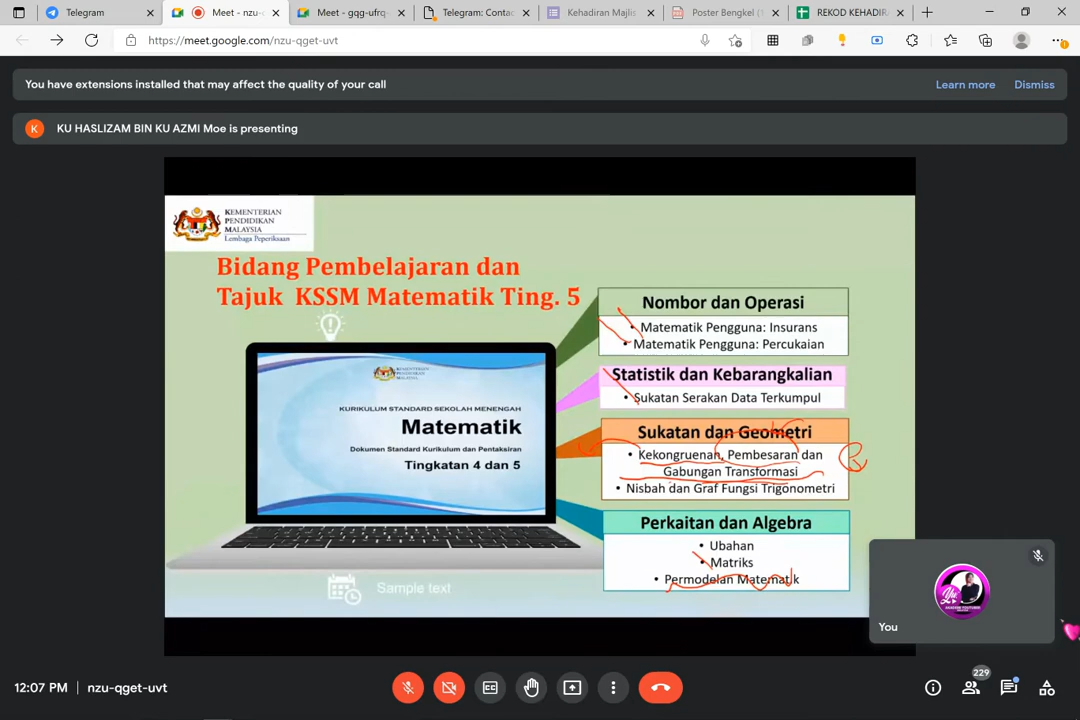 Telegram
Meet - nzu-
Meet - gqg-ufrq-
Telegram: Contac
Kehadiran Majlis
Poster Bengkel (1
REKOD KEHADIRA
https://meet.google.com/nzu-qget-uvt
You have extensions installed that may affect the quality of your call
Learn more
Dismiss
K
KU HASLIZAM BIN KU AZMI Moe is presenting
KEMENTERIAN
PENDIDIKAN
MALAYSIA
Lembaga Peperiksaan
Bidang Pembelajaran dan
Tajuk KSSM Matematik Ting. 5
Nombor dan Operasi
• Matematik Pengguna: Insurans
• Matematik Pengguna: Percukaian
Statistik dan Kebarangkalian
• Sukatan Serakan Data Terkumpul
Sukatan dan Geometri
• Kekongruenan, Pembesaran dan
Gabungan Transformasi
• Nisbah dan Graf Fungsi Trigonometri
Perkaitan dan Algebra
• Ubahan
• Matriks
• Permodelan Matematik
KEMENTERIAN
PENDIDIKAN
MALAYSIA
KURIKULUM STANDARD SEKOLAH MENENGAH
Matematik
Dokumen Standard Kurikulum dan Pentaksiran
Tingkatan 4 dan 5
Sample text
You
12:07 PM | nzu-qget-uvt
229